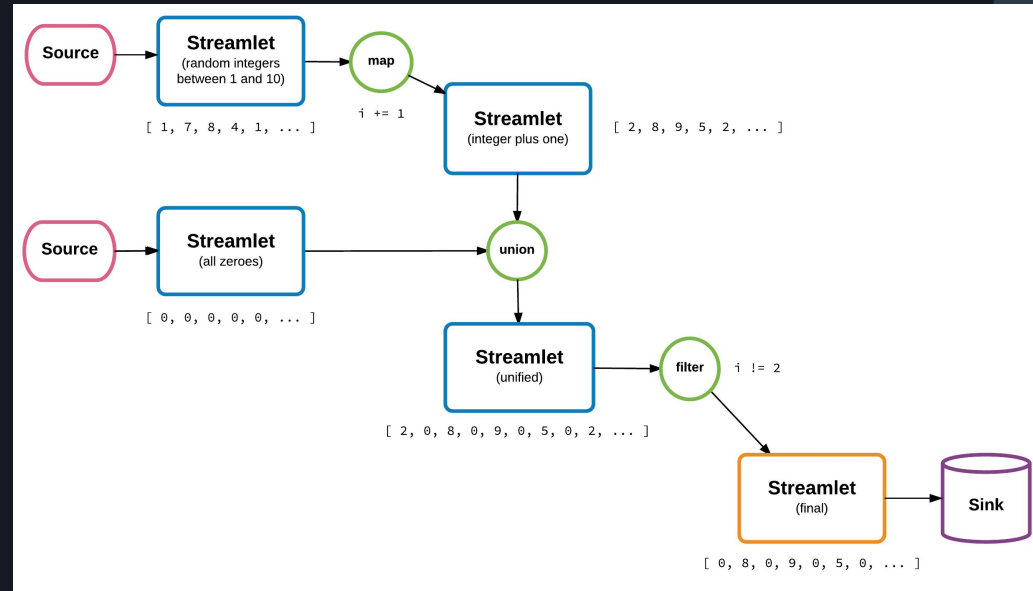 Source
Streamlet
(random integers
between 1 and 10)
map
[ 1, 7, 8, 4, 1, ... ]
i += 1
Streamlet
(integer plus one)
[ 2, 8, 9, 5, 2, ... ]
Source
Streamlet
(all zeroes)
union
[ 0, 0, 0, 0, 0, ... ]
Streamlet
(unified)
filter
i != 2
[ 2, 0, 8, 0, 9, 0, 5, 0, 2, ... ]
Streamlet
(final)
Sink
[ 0, 8, 0, 9, 0, 5, 0, ... ]